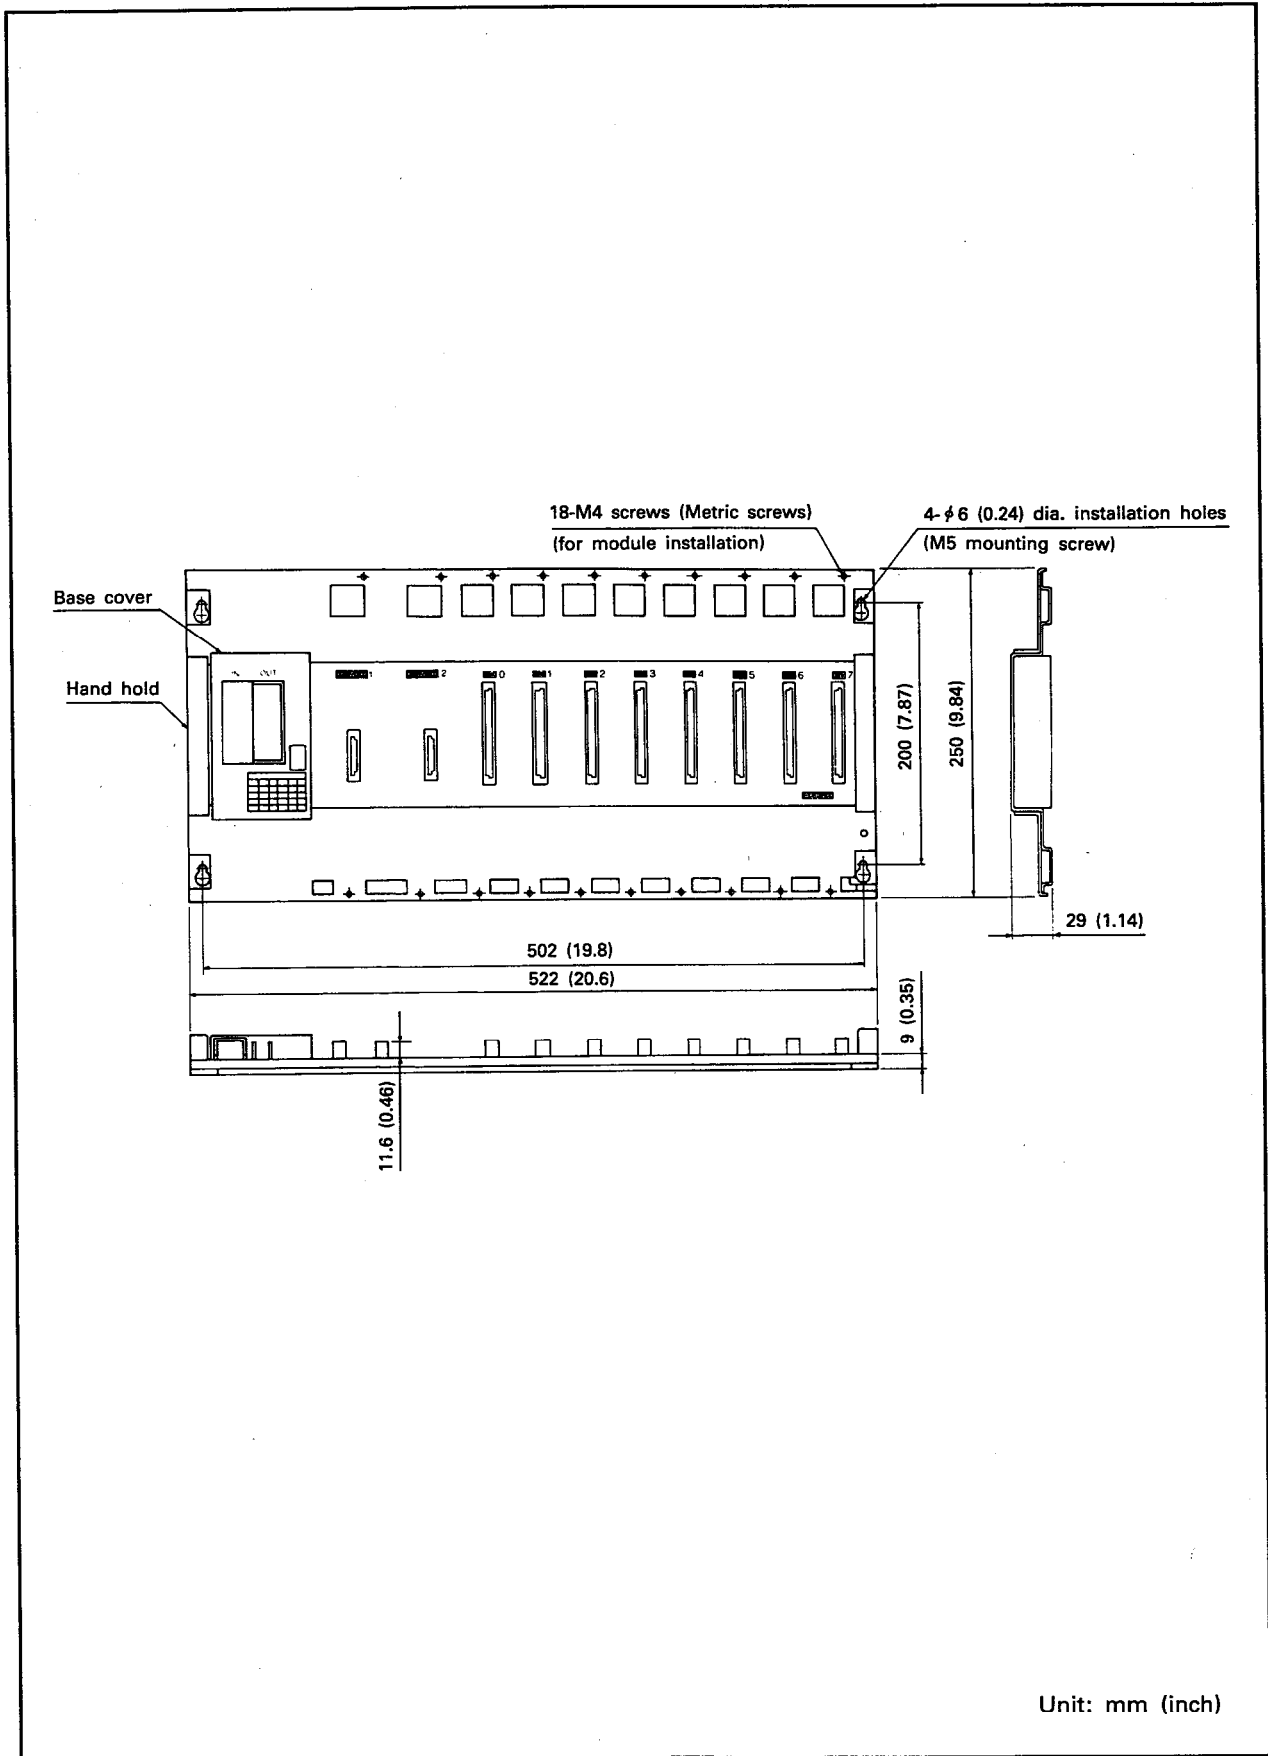 18-M4 screws (Metric screws)
(for module installation)
4-ϕ6 (0.24) dia. installation holes
(M5 mounting screw)
Base cover
Hand hold
IN OUT
1 2 0 1 2 3 4 5 6 7
200 (7.87)
250 (9.84)
29 (1.14)
502 (19.8)
522 (20.6)
9 (0.35)
11.6 (0.46)
Unit: mm (inch)